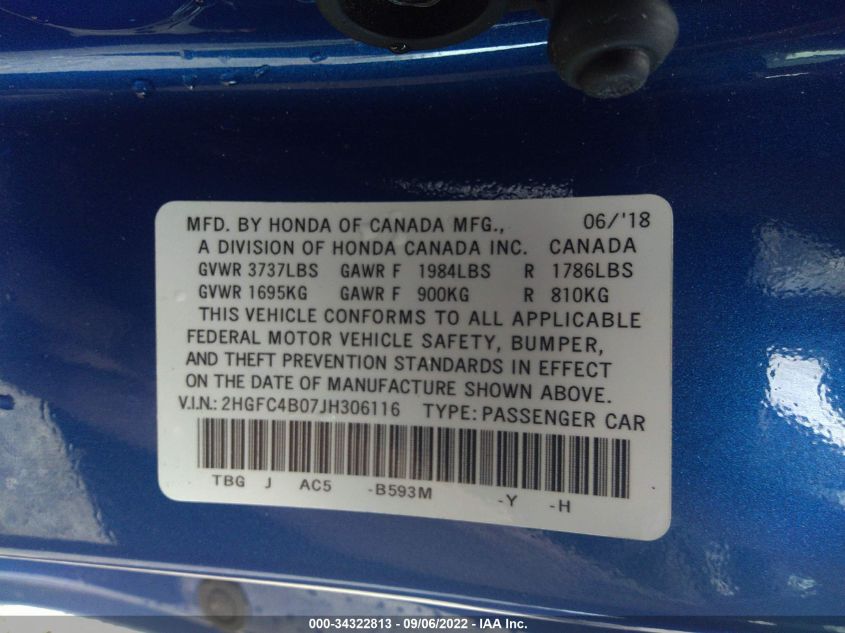 MFD. BY HONDA OF CANADA MFG., 06/'18
A DIVISION OF HONDA CANADA INC. CANADA
GVWR 3737LBS GAWR F 1984LBS R 1786LBS
GVWR 1695KG GAWR F 900KG R 810KG
THIS VEHICLE CONFORMS TO ALL APPLICABLE
FEDERAL MOTOR VEHICLE SAFETY, BUMPER,
AND THEFT PREVENTION STANDARDS IN EFFECT
ON THE DATE OF MANUFACTURE SHOWN ABOVE.
V.I.N.: 2HGFC4B07JH306116 TYPE: PASSENGER CAR
TBG J AC5 -B593M -Y -H
000-34322813 - 09/06/2022 - IAA Inc.